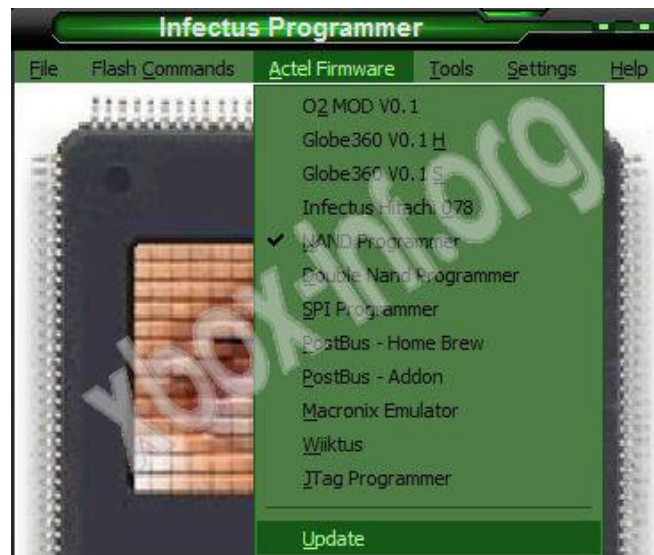 Infectus Programmer
File Flash Commands Actel Firmware Tools Settings Help
O2 MOD V0.1
Globe360 V0.1 H
Globe360 V0.1 S
Infectus Hitachi 078
NAND Programmer
Double Nand Programmer
SPI Programmer
PostBus - Home Brew
PostBus - Addon
Macronix Emulator
Wiiktus
JTag Programmer
Update
xbox-inf.org